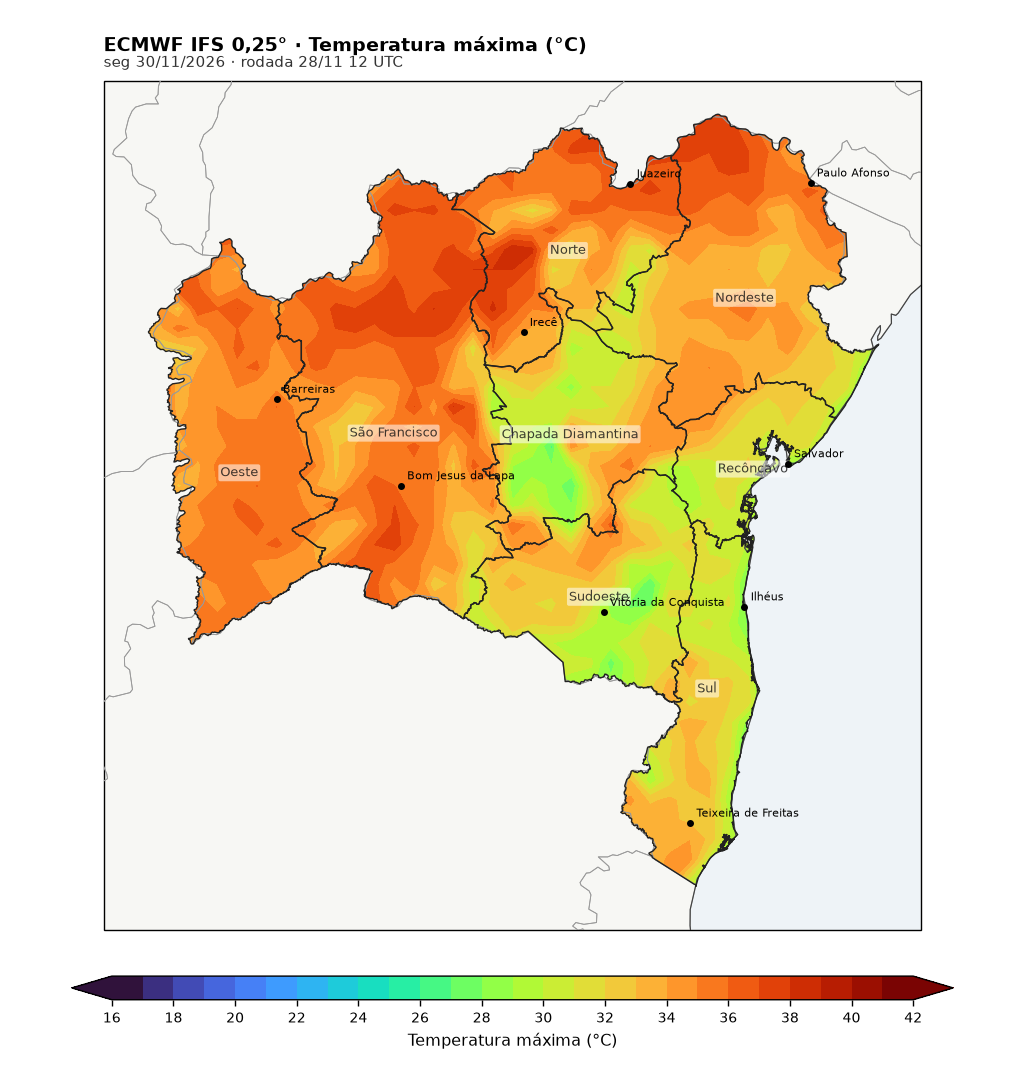 ECMWF IFS 0,25° · Temperatura máxima (°C)
seg 30/11/2026 · rodada 28/11 12 UTC
Juazeiro
Paulo Afonso
Norte
Nordeste
Irecê
Barreiras
São Francisco
Chapada Diamantina
Salvador
Recôncavo
Oeste
Bom Jesus da Lapa
Sudoeste
Vitória da Conquista
Ilhéus
Sul
Teixeira de Freitas
16 18 20 22 24 26 28 30 32 34 36 38 40 42
Temperatura máxima (°C)